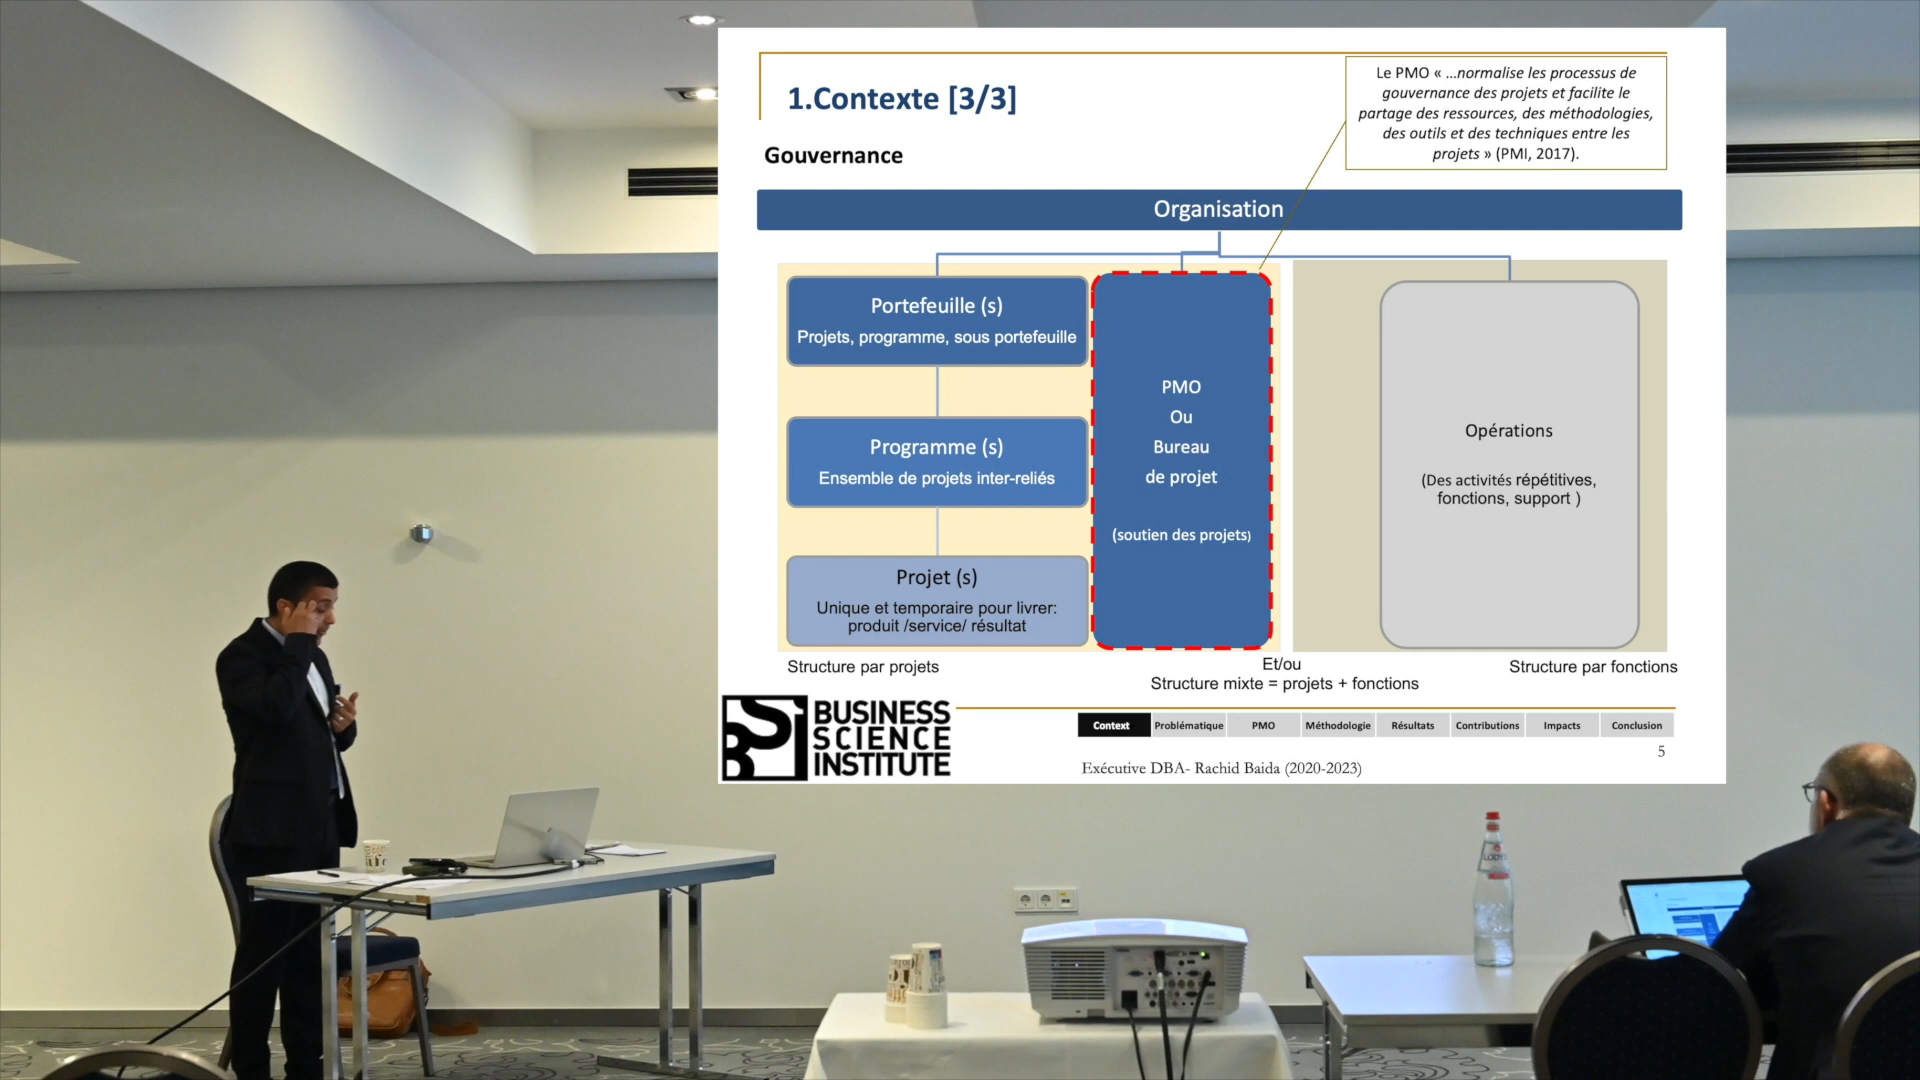 1.Contexte [3/3]
Le PMO « ...normalise les processus de
gouvernance des projets et facilite le
partage des ressources, des méthodologies,
des outils et des techniques entre les
projets » (PMI, 2017).
Gouvernance
Organisation
Portefeuille (s)
Projets, programme, sous portefeuille
Programme (s)
Ensemble de projets inter-reliés
Projet (s)
Unique et temporaire pour livrer:
produit /service/ résultat
PMO
Ou
Bureau
de projet
(soutien des projets)
Opérations
(Des activités répétitives,
fonctions, support )
Structure par projets
Et/ou
Structure mixte = projets + fonctions
Structure par fonctions
BSI
BUSINESS
SCIENCE
INSTITUTE
Context Problématique PMO Méthodologie Résultats Contributions Impacts Conclusion
5
Exécutive DBA- Rachid Baida (2020-2023)